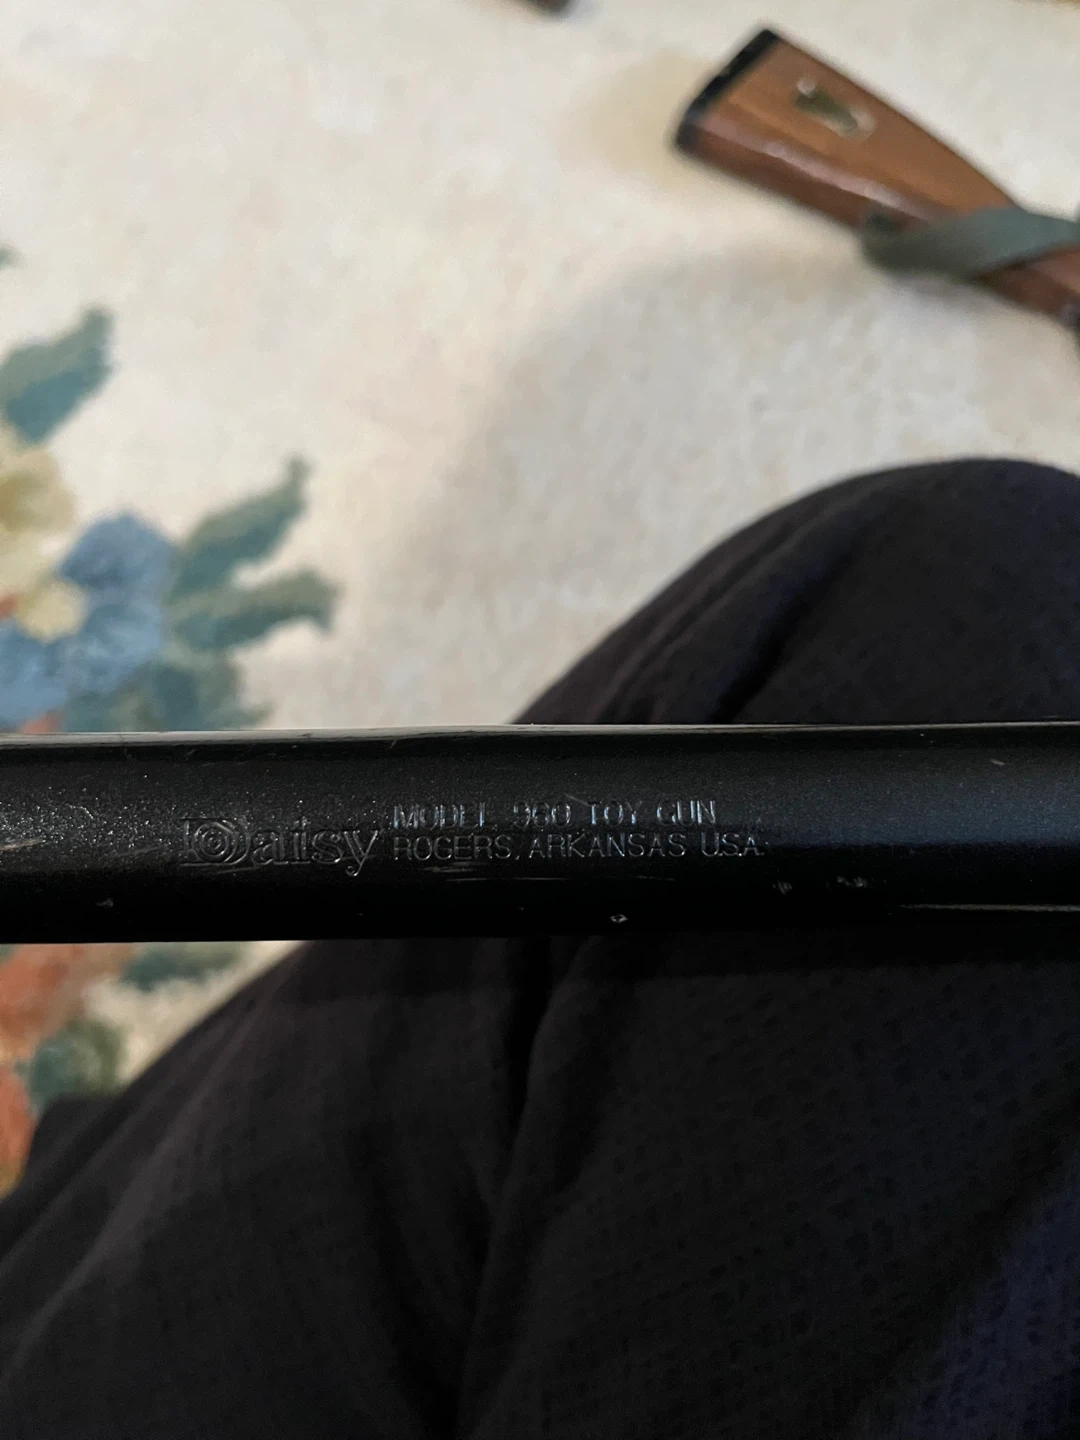 Daisy
MODEL 960 TOY GUN
ROGERS, ARKANSAS U.S.A.